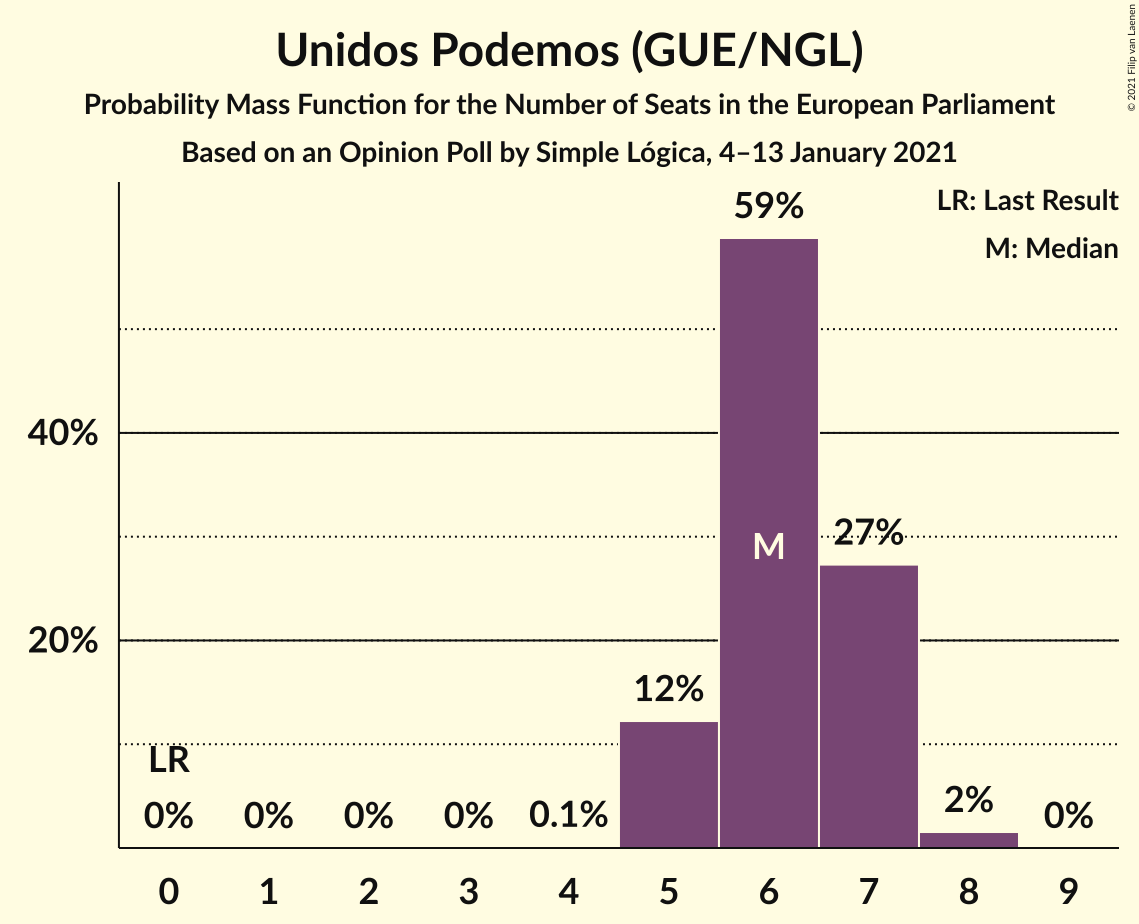 Unidos Podemos (GUE/NGL)
Probability Mass Function for the Number of Seats in the European Parliament
Based on an Opinion Poll by Simple Lógica, 4–13 January 2021
© 2021 Filip van Laenen
LR: Last Result
M: Median
59%
40%
M
27%
20%
12%
LR
0%
0%
0%
0%
0.1%
2%
0%
0 1 2 3 4 5 6 7 8 9